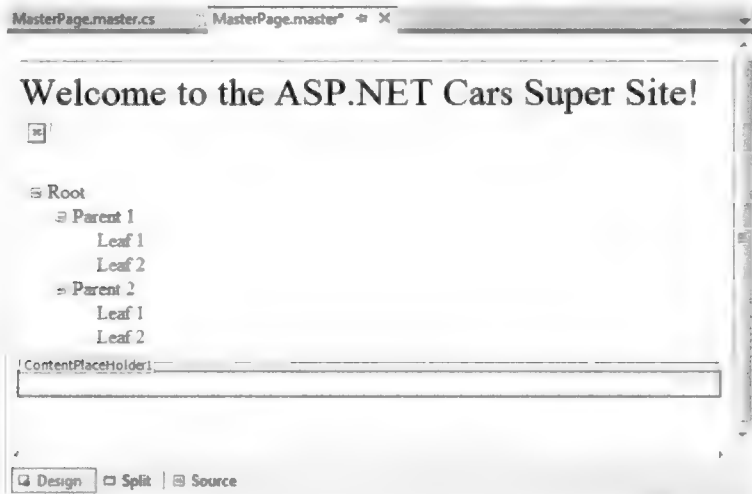 MasterPage.master.cs
MasterPage.master*
Welcome to the ASP.NET Cars Super Site!
Root
Parent 1
Leaf 1
Leaf 2
Parent 2
Leaf 1
Leaf 2
ContentPlaceHolder1
Design Split Source